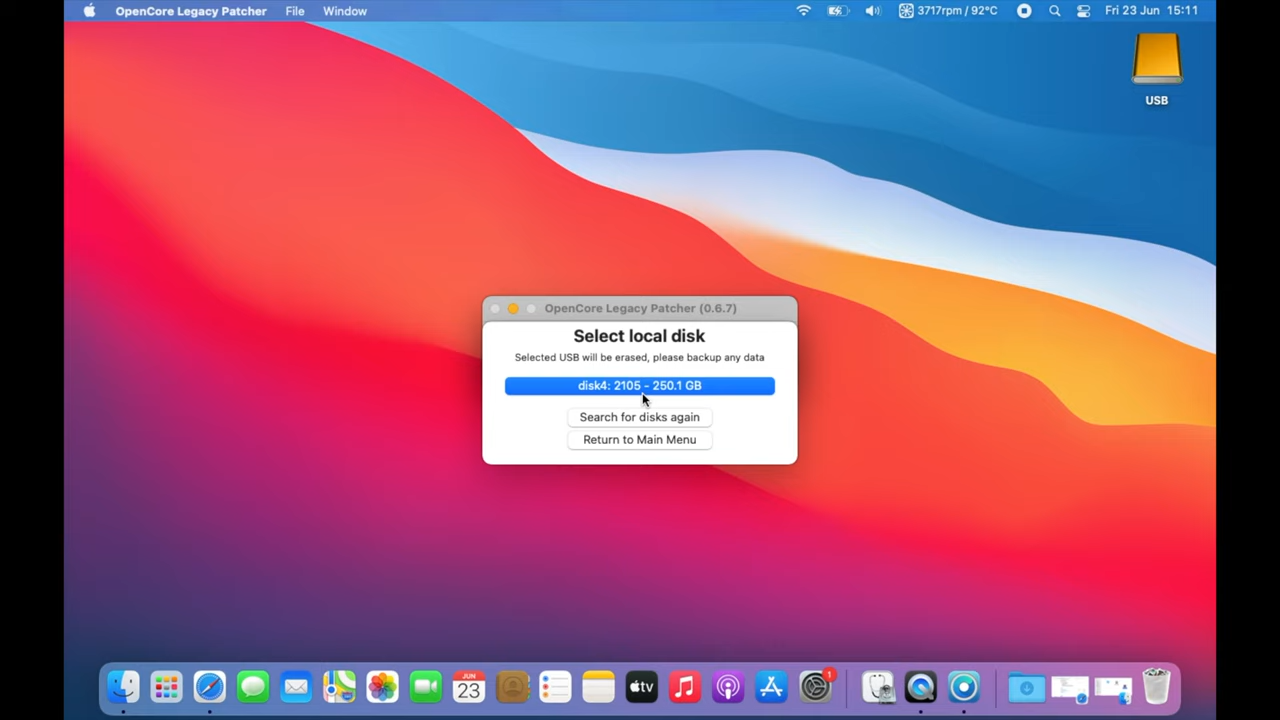 OpenCore Legacy Patcher File Window 3717rpm / 92°C Fri 23 Jun 15:11
USB
OpenCore Legacy Patcher (0.6.7)
Select local disk
Selected USB will be erased, please backup any data
disk4: 2105 - 250.1 GB
Search for disks again
Return to Main Menu
1
JUN
23
tv